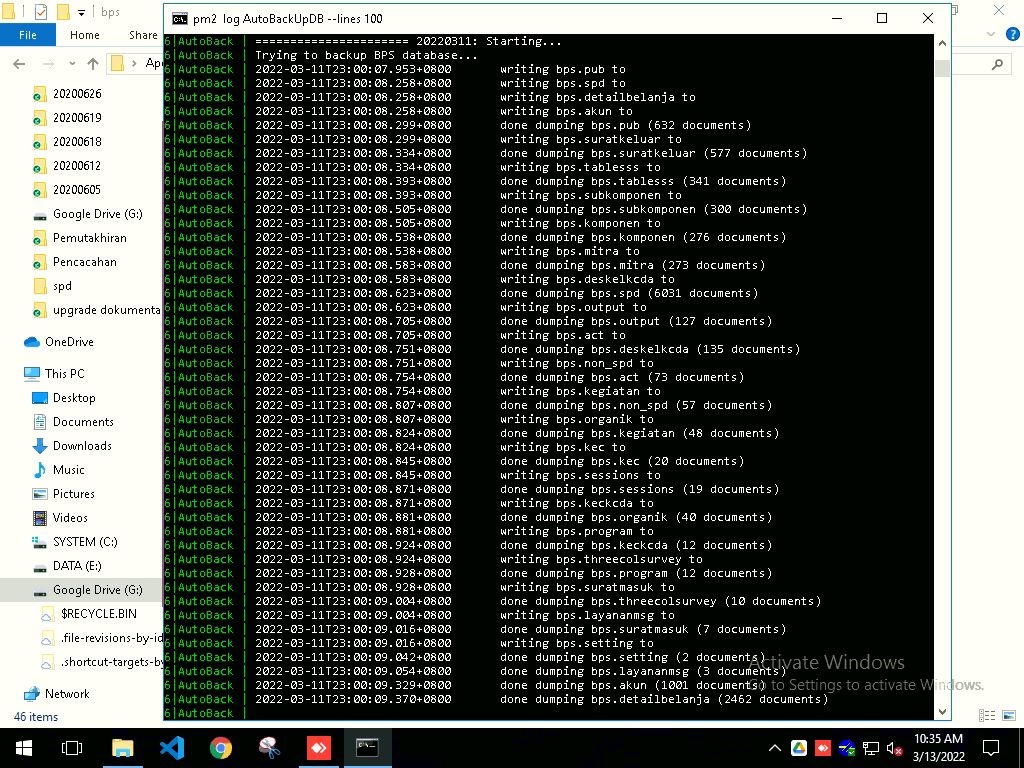 bps
File
Home
Share
20200626
20200619
20200618
20200612
20200605
Google Drive (G:)
Pemutakhiran
Pencacahan
spd
upgrade dokumenta
OneDrive
This PC
Desktop
Documents
Downloads
Music
Pictures
Videos
SYSTEM (C:)
DATA (E:)
Google Drive (G:)
$RECYCLE.BIN
.file-revisions-by-id
.shortcut-targets-by
Network
46 items
pm2 log AutoBackUpDB --lines 100
6|AutoBack | ====================== 20220311: Starting...
6|AutoBack | Trying to backup BPS database...
6|AutoBack | 2022-03-11T23:00:07.953+0800 writing bps.pub to
6|AutoBack | 2022-03-11T23:00:08.258+0800 writing bps.spd to
6|AutoBack | 2022-03-11T23:00:08.258+0800 writing bps.detailbelanja to
6|AutoBack | 2022-03-11T23:00:08.258+0800 writing bps.akun to
6|AutoBack | 2022-03-11T23:00:08.299+0800 done dumping bps.pub (632 documents)
6|AutoBack | 2022-03-11T23:00:08.299+0800 writing bps.suratkeluar to
6|AutoBack | 2022-03-11T23:00:08.334+0800 done dumping bps.suratkeluar (577 documents)
6|AutoBack | 2022-03-11T23:00:08.334+0800 writing bps.tablesss to
6|AutoBack | 2022-03-11T23:00:08.393+0800 done dumping bps.tablesss (341 documents)
6|AutoBack | 2022-03-11T23:00:08.393+0800 writing bps.subkomponen to
6|AutoBack | 2022-03-11T23:00:08.505+0800 done dumping bps.subkomponen (300 documents)
6|AutoBack | 2022-03-11T23:00:08.505+0800 writing bps.komponen to
6|AutoBack | 2022-03-11T23:00:08.538+0800 done dumping bps.komponen (276 documents)
6|AutoBack | 2022-03-11T23:00:08.538+0800 writing bps.mitra to
6|AutoBack | 2022-03-11T23:00:08.583+0800 done dumping bps.mitra (273 documents)
6|AutoBack | 2022-03-11T23:00:08.583+0800 writing bps.deskelkcda to
6|AutoBack | 2022-03-11T23:00:08.623+0800 done dumping bps.spd (6031 documents)
6|AutoBack | 2022-03-11T23:00:08.623+0800 writing bps.output to
6|AutoBack | 2022-03-11T23:00:08.705+0800 done dumping bps.output (127 documents)
6|AutoBack | 2022-03-11T23:00:08.705+0800 writing bps.act to
6|AutoBack | 2022-03-11T23:00:08.751+0800 done dumping bps.deskelkcda (135 documents)
6|AutoBack | 2022-03-11T23:00:08.751+0800 writing bps.non_spd to
6|AutoBack | 2022-03-11T23:00:08.754+0800 done dumping bps.act (73 documents)
6|AutoBack | 2022-03-11T23:00:08.754+0800 writing bps.kegiatan to
6|AutoBack | 2022-03-11T23:00:08.807+0800 done dumping bps.non_spd (57 documents)
6|AutoBack | 2022-03-11T23:00:08.807+0800 writing bps.organik to
6|AutoBack | 2022-03-11T23:00:08.824+0800 done dumping bps.kegiatan (48 documents)
6|AutoBack | 2022-03-11T23:00:08.824+0800 writing bps.kec to
6|AutoBack | 2022-03-11T23:00:08.845+0800 done dumping bps.kec (20 documents)
6|AutoBack | 2022-03-11T23:00:08.845+0800 writing bps.sessions to
6|AutoBack | 2022-03-11T23:00:08.871+0800 done dumping bps.sessions (19 documents)
6|AutoBack | 2022-03-11T23:00:08.871+0800 writing bps.keckcda to
6|AutoBack | 2022-03-11T23:00:08.881+0800 done dumping bps.organik (40 documents)
6|AutoBack | 2022-03-11T23:00:08.881+0800 writing bps.program to
6|AutoBack | 2022-03-11T23:00:08.924+0800 done dumping bps.keckcda (12 documents)
6|AutoBack | 2022-03-11T23:00:08.924+0800 writing bps.threecolsurvey to
6|AutoBack | 2022-03-11T23:00:08.928+0800 done dumping bps.program (12 documents)
6|AutoBack | 2022-03-11T23:00:08.928+0800 writing bps.suratmasuk to
6|AutoBack | 2022-03-11T23:00:09.004+0800 done dumping bps.threecolsurvey (10 documents)
6|AutoBack | 2022-03-11T23:00:09.004+0800 writing bps.layananmsg to
6|AutoBack | 2022-03-11T23:00:09.016+0800 done dumping bps.suratmasuk (7 documents)
6|AutoBack | 2022-03-11T23:00:09.016+0800 writing bps.setting to
6|AutoBack | 2022-03-11T23:00:09.042+0800 done dumping bps.setting (2 documents)
6|AutoBack | 2022-03-11T23:00:09.054+0800 done dumping bps.layananmsg (3 documents)
6|AutoBack | 2022-03-11T23:00:09.329+0800 done dumping bps.akun (1001 documents)
6|AutoBack | 2022-03-11T23:00:09.370+0800 done dumping bps.detailbelanja (2462 documents)
6|AutoBack |
Activate Windows
Go to Settings to activate Windows.
10:35 AM
3/13/2022